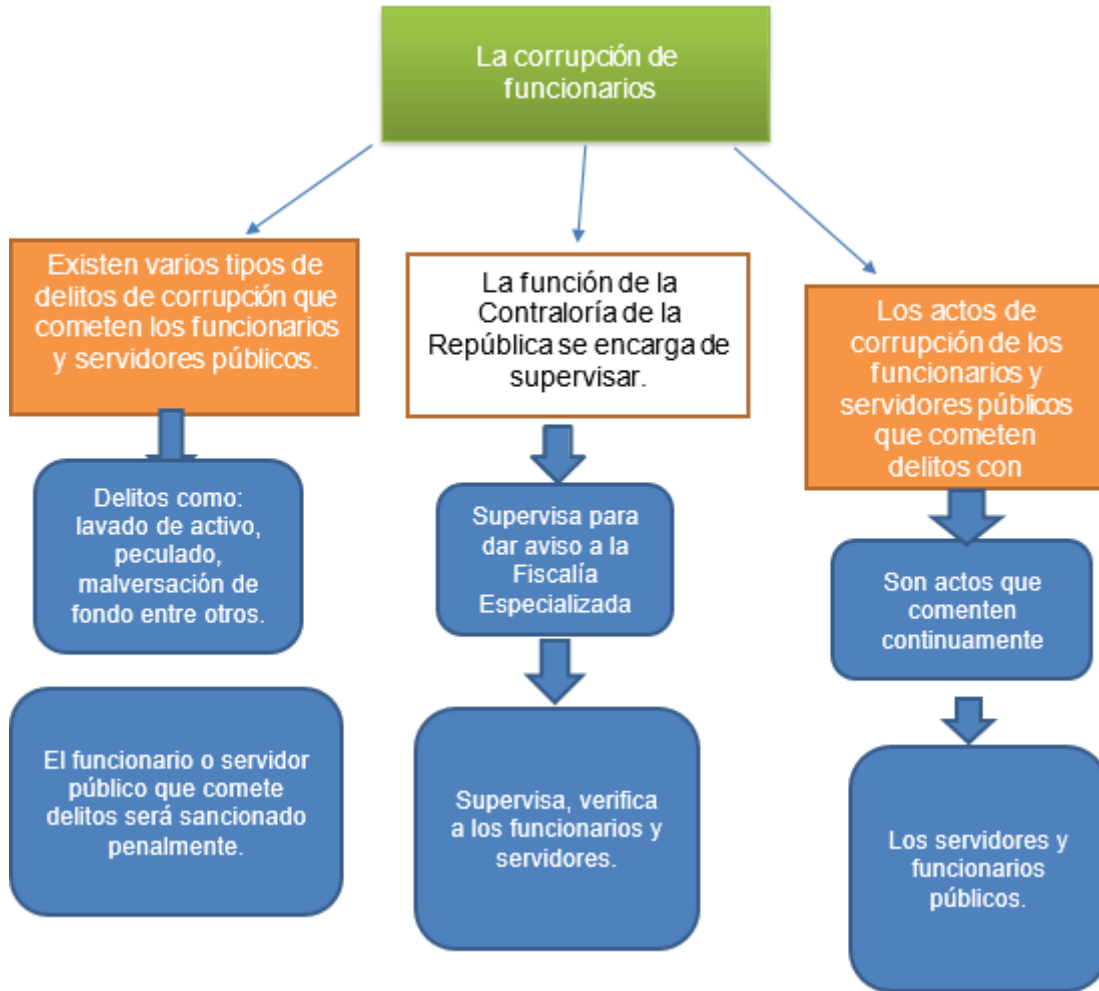 La corrupción de
funcionarios
Existen varios tipos de
delitos de corrupción que
cometen los funcionarios
y servidores públicos.
Delitos como:
lavado de activo,
peculado,
malversación de
fondo entre otros.
El funcionario o servidor
público que comete
delitos será sancionado
penalmente.
La función de la
Contraloría de la
República se encarga de
supervisar.
Supervisa para
dar aviso a la
Fiscalía
Especializada
Supervisa, verifica
a los funcionarios y
servidores.
Los actos de
corrupción de los
funcionarios y
servidores públicos
que cometen
delitos con
Son actos que
comenten
continuamente
Los servidores y
funcionarios
públicos.